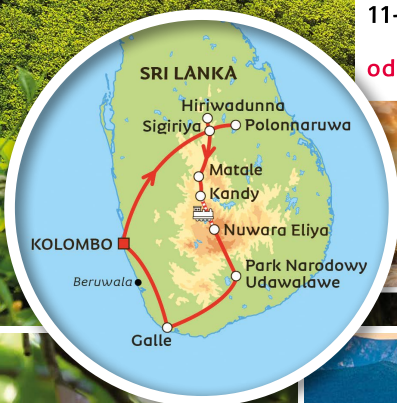 11-
od
SRI LANKA
Hiriwadunna
Sigiriya
Polonnaruwa
Matale
Kandy
Nuwara Eliya
KOLOMBO
Park Narodowy
Udawalawe
Beruwala
Galle